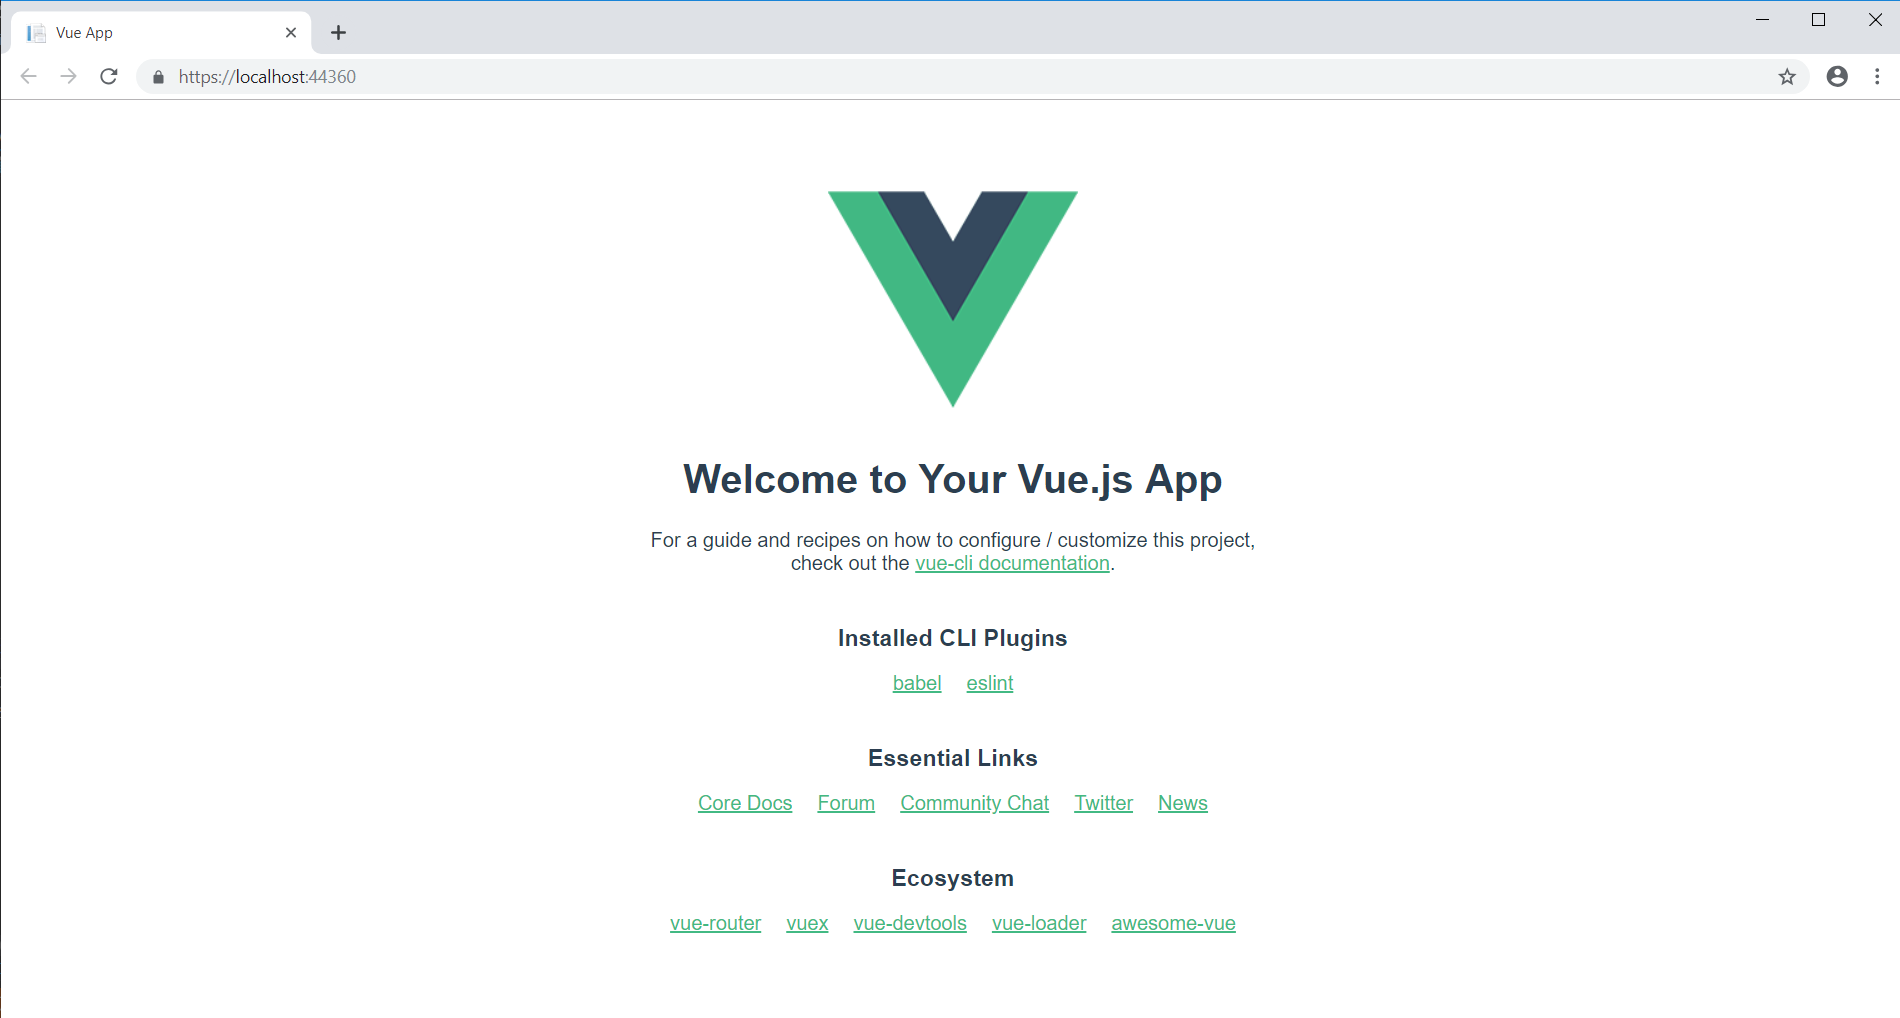 Vue App
https://localhost:44360
Welcome to Your Vue.js App
For a guide and recipes on how to configure / customize this project,
check out the vue-cli documentation.
Installed CLI Plugins
babel eslint
Essential Links
Core Docs Forum Community Chat Twitter News
Ecosystem
vue-router vuex vue-devtools vue-loader awesome-vue